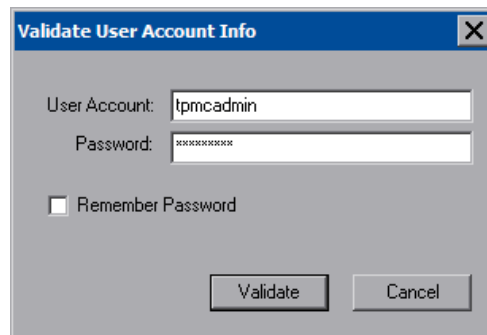 Validate User Account Info
User Account: tpmcadmin
Password: *********
Remember Password
Validate Cancel